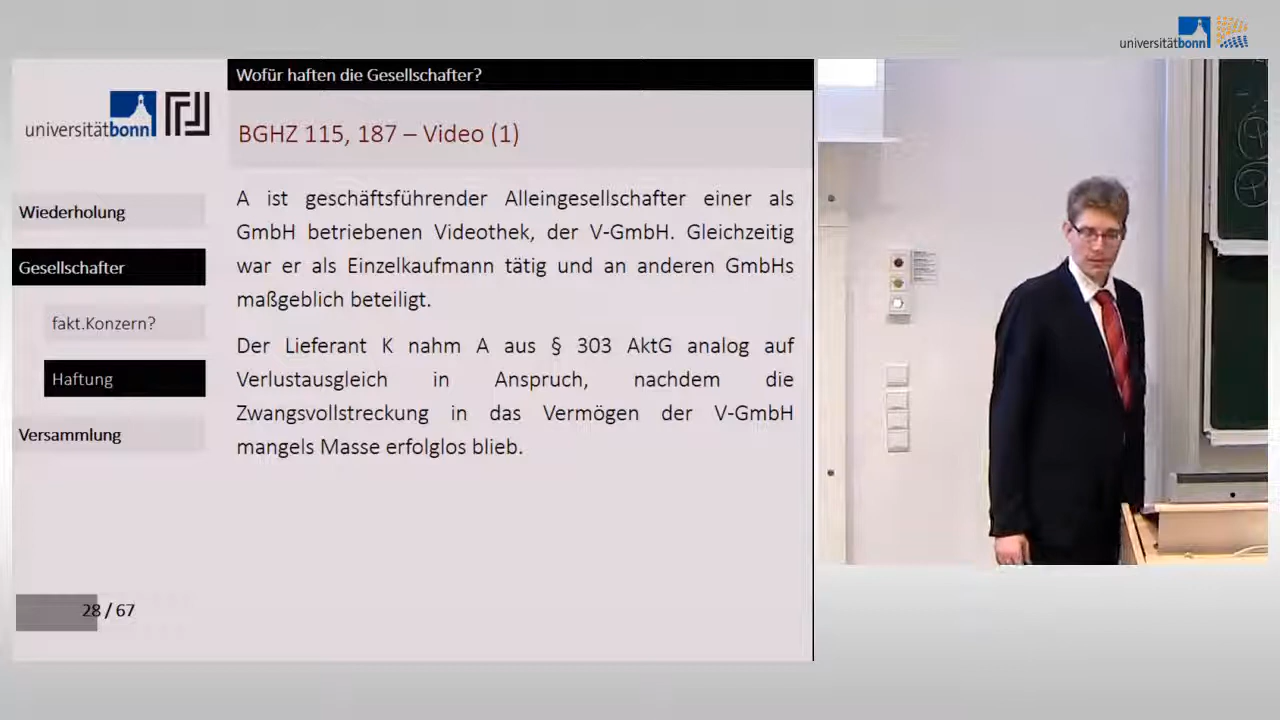 universitätbonn
Wofür haften die Gesellschafter?
universitätbonn
BGHZ 115, 187 – Video (1)
A ist geschäftsführender Alleingesellschafter einer als
GmbH betriebenen Videothek, der V-GmbH. Gleichzeitig
war er als Einzelkaufmann tätig und an anderen GmbHs
maßgeblich beteiligt.
Der Lieferant K nahm A aus § 303 AktG analog auf
Verlustausgleich in Anspruch, nachdem die
Zwangsvollstreckung in das Vermögen der V-GmbH
mangels Masse erfolglos blieb.
Wiederholung
Gesellschafter
fakt.Konzern?
Haftung
Versammlung
28 / 67